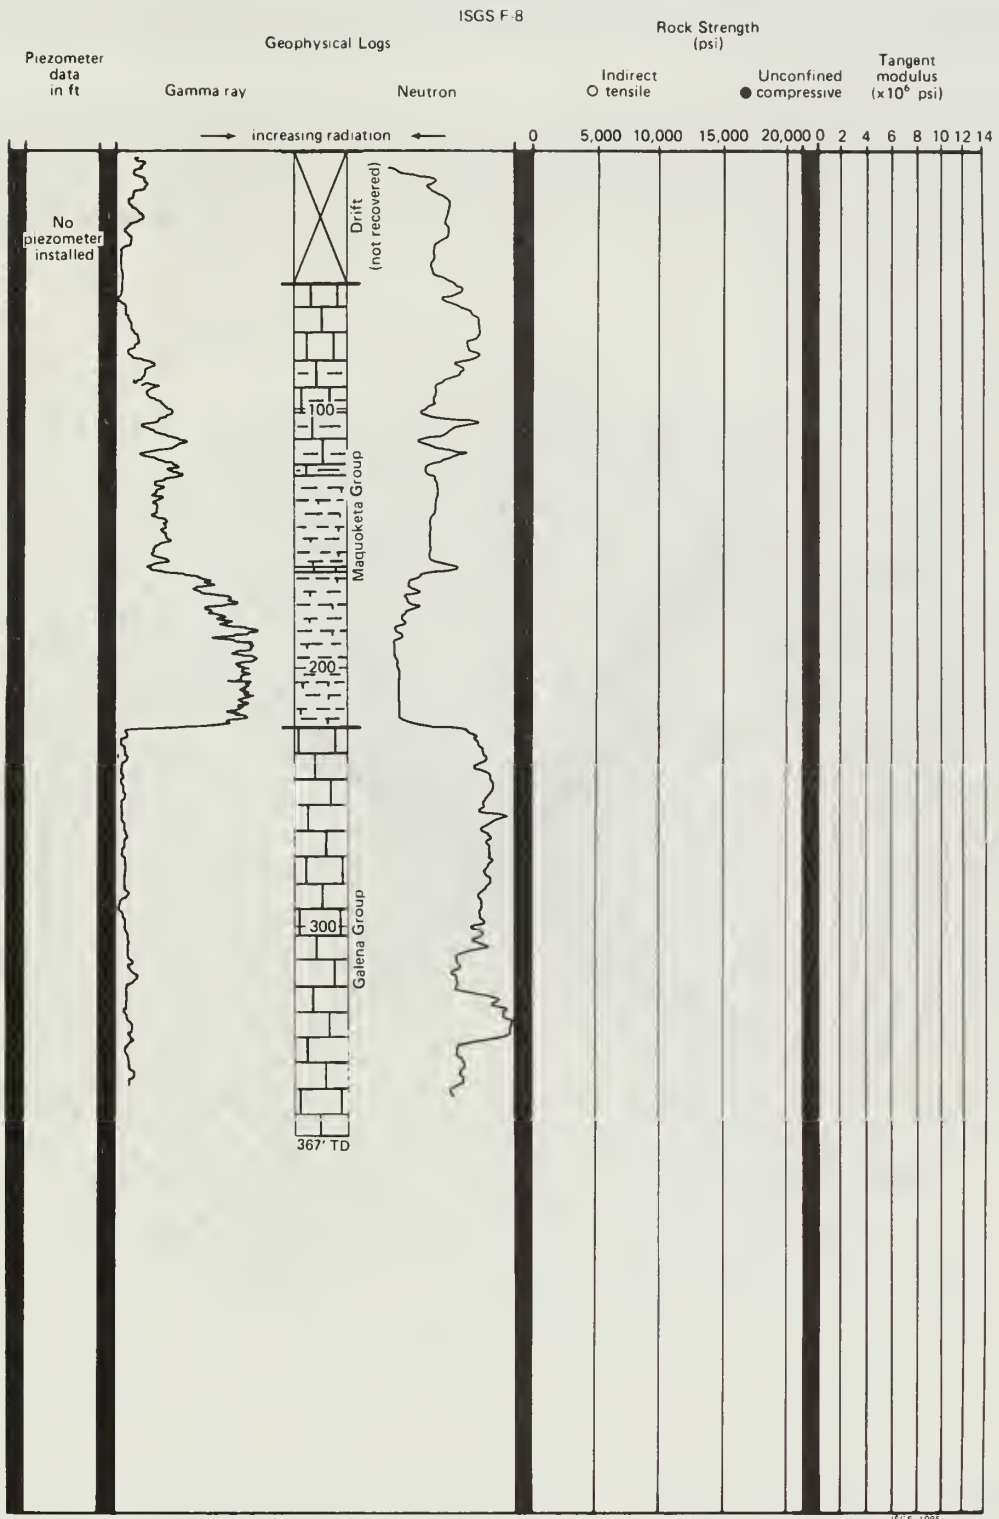 ISGS F-8
Geophysical Logs
Rock Strength
(psi)
Piezometer
data
in ft
Gamma ray
Neutron
Indirect
O tensile
Unconfined
● compressive
Tangent
modulus
(x10⁶ psi)
→ increasing radiation ←
0 5,000 10,000 15,000 20,000 0 2 4 6 8 10 12 14
No
piezometer
installed
Drift
(not recovered)
100
Maquoketa Group
200
300
Galena Group
367' TD
ISGS 1985